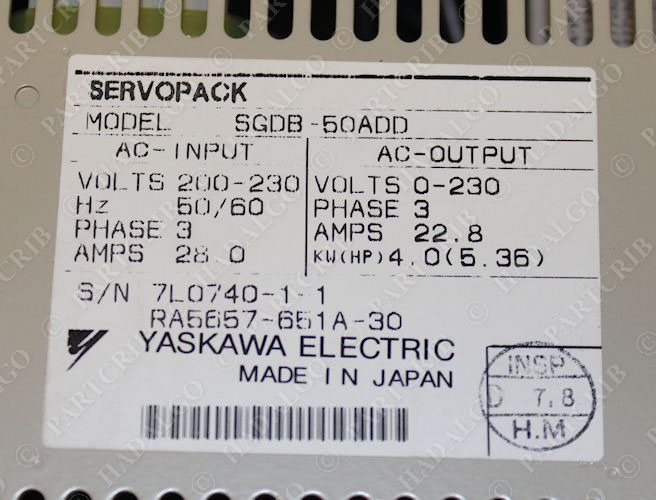 SERVOPACK
MODEL SGDB-50ADD
AC-INPUT
VOLTS 200-230
Hz 50/60
PHASE 3
AMPS 28.0
AC-OUTPUT
VOLTS 0-230
PHASE 3
AMPS 22.8
KW(HP) 4.0(5.36)
S/N 7L0740-1-1
RA5657-651A-30
YASKAWA ELECTRIC
MADE IN JAPAN
INSP
D 7.8
H.M
© PARTCRIB
© HADALGO